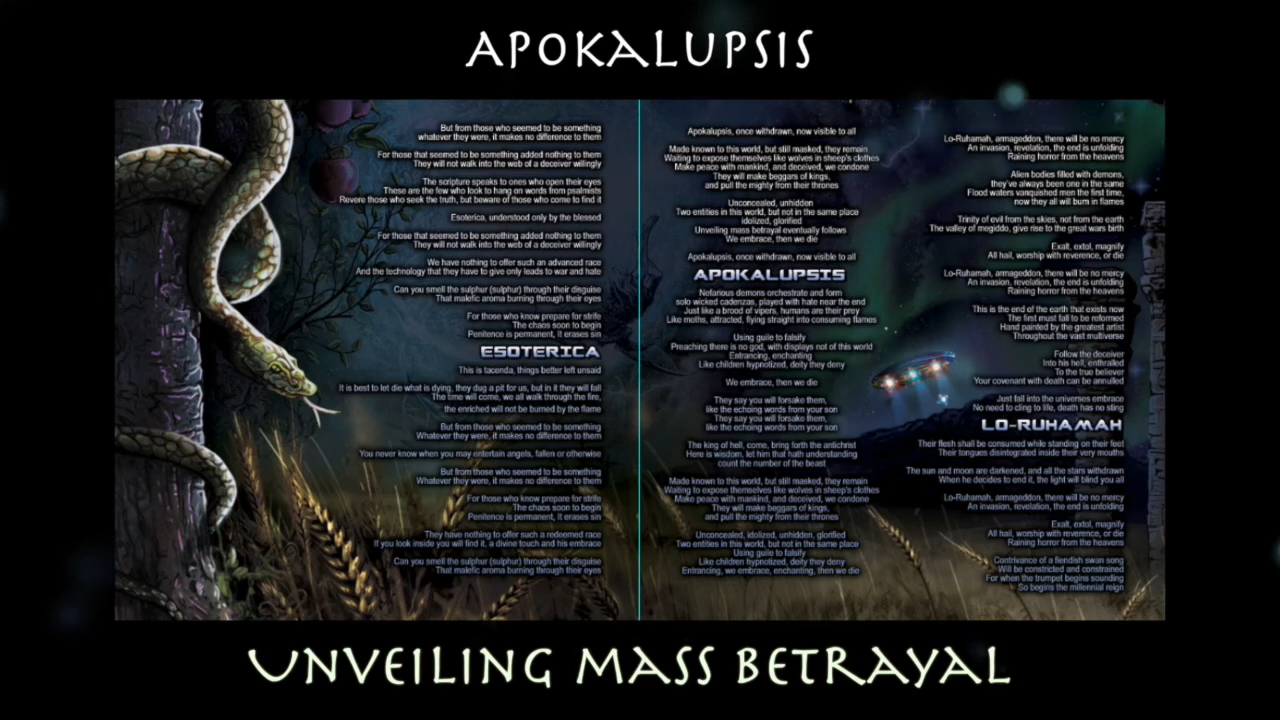 APOKALUPSIS
But from those who seemed to be something
whatever they were, it makes no difference to them
For those that seemed to be something added nothing to them
They will not walk into the web of a deceiver willingly
The scripture speaks to ones who open their eyes
These are the few who look to hang on words from psalmists
Revere those who seek the truth, but beware of those who come to find it
Esoterica, understood only by the blessed
For those that seemed to be something added nothing to them
They will not walk into the web of a deceiver willingly
We have nothing to offer such an advanced race
And the technology that they have to give only leads to war and hate
Can you smell the sulphur (sulphur) through their disguise
That malefic aroma burning through their eyes
For those who know prepare for strife
The chaos soon to begin
Penitence is permanent, it erases sin
ESOTERICA
This is tacenda, things better left unsaid
It is best to let die what is dying, they dug a pit for us, but in it they will fall
The time will come, we all walk through the fire,
the enriched will not be burned by the flame
But from those who seemed to be something
Whatever they were, it makes no difference to them
You never know when you may entertain angels, fallen or otherwise
But from those who seemed to be something
Whatever they were, it makes no difference to them
For those who know prepare for strife
The chaos soon to begin
Penitence is permanent, it erases sin
They have nothing to offer such a redeemed race
If you look inside you will find it, a divine touch and his embrace
Can you smell the sulphur (sulphur) through their disguise
That malefic aroma burning through their eyes
Apokalupsis, once withdrawn, now visible to all
Made known to this world, but still masked, they remain
Waiting to expose themselves like wolves in sheep's clothes
Make peace with mankind, and deceived, we condone
They will make beggars of kings,
and pull the mighty from their thrones
Unconcealed, unhidden
Two entities in this world, but not in the same place
idolized, glorified
Unveiling mass betrayal eventually follows
We embrace, then we die
Apokalupsis, once withdrawn, now visible to all
APOKALUPSIS
Nefarious demons orchestrate and form
solo wicked cadenzas, played with hate near the end
Just like a brood of vipers, humans are their prey
Like moths, attracted, flying straight into consuming flames
Using guile to falsify
Preaching there is no god, with displays not of this world
Entrancing, enchanting
Like children hypnotized, deity they deny
We embrace, then we die
They say you will forsake them,
like the echoing words from your son
They say you will forsake them,
like the echoing words from your son
The king of hell, come, bring forth the antichrist
Here is wisdom, let him that hath understanding
count the number of the beast
Made known to this world, but still masked, they remain
Waiting to expose themselves like wolves in sheep's clothes
Make peace with mankind, and deceived, we condone
They will make beggars of kings,
and pull the mighty from their thrones
Unconcealed, idolized, unhidden, glorified
Two entities in this world, but not in the same place
Using guile to falsify
Like children hypnotized, deity they deny
Entrancing, we embrace, enchanting, then we die
Lo-Ruhamah, armageddon, there will be no mercy
An invasion, revelation, the end is unfolding
Raining horror from the heavens
Alien bodies filled with demons,
they've always been one in the same
Flood waters vanquished men the first time,
now they all will burn in flames
Trinity of evil from the skies, not from the earth
The valley of megiddo, give rise to the great wars birth
Exalt, extol, magnify
All hail, worship with reverence, or die
Lo-Ruhamah, armageddon, there will be no mercy
An invasion, revelation, the end is unfolding
Raining horror from the heavens
This is the end of the earth that exists now
The first must fall to be reformed
Hand painted by the greatest artist
Throughout the vast multiverse
Follow the deceiver
Into his hell, enthralled
To the true believer
Your covenant with death can be annulled
Just fall into the universes embrace
No need to cling to life, death has no sting
LO-RUHAMAH
Their flesh shall be consumed while standing on their feet
Their tongues disintegrated inside their very mouths
The sun and moon are darkened, and all the stars withdrawn
When he decides to end it, the light will blind you all
Lo-Ruhamah, armageddon, there will be no mercy
An invasion, revelation, the end is unfolding
Exalt, extol, magnify
All hail, worship with reverence, or die
Raining horror from the heavens
Contrivance of a fiendish swan song
Will be constricted and constrained
For when the trumpet begins sounding
So begins the millennial reign
UNVEILING MASS BETRAYAL